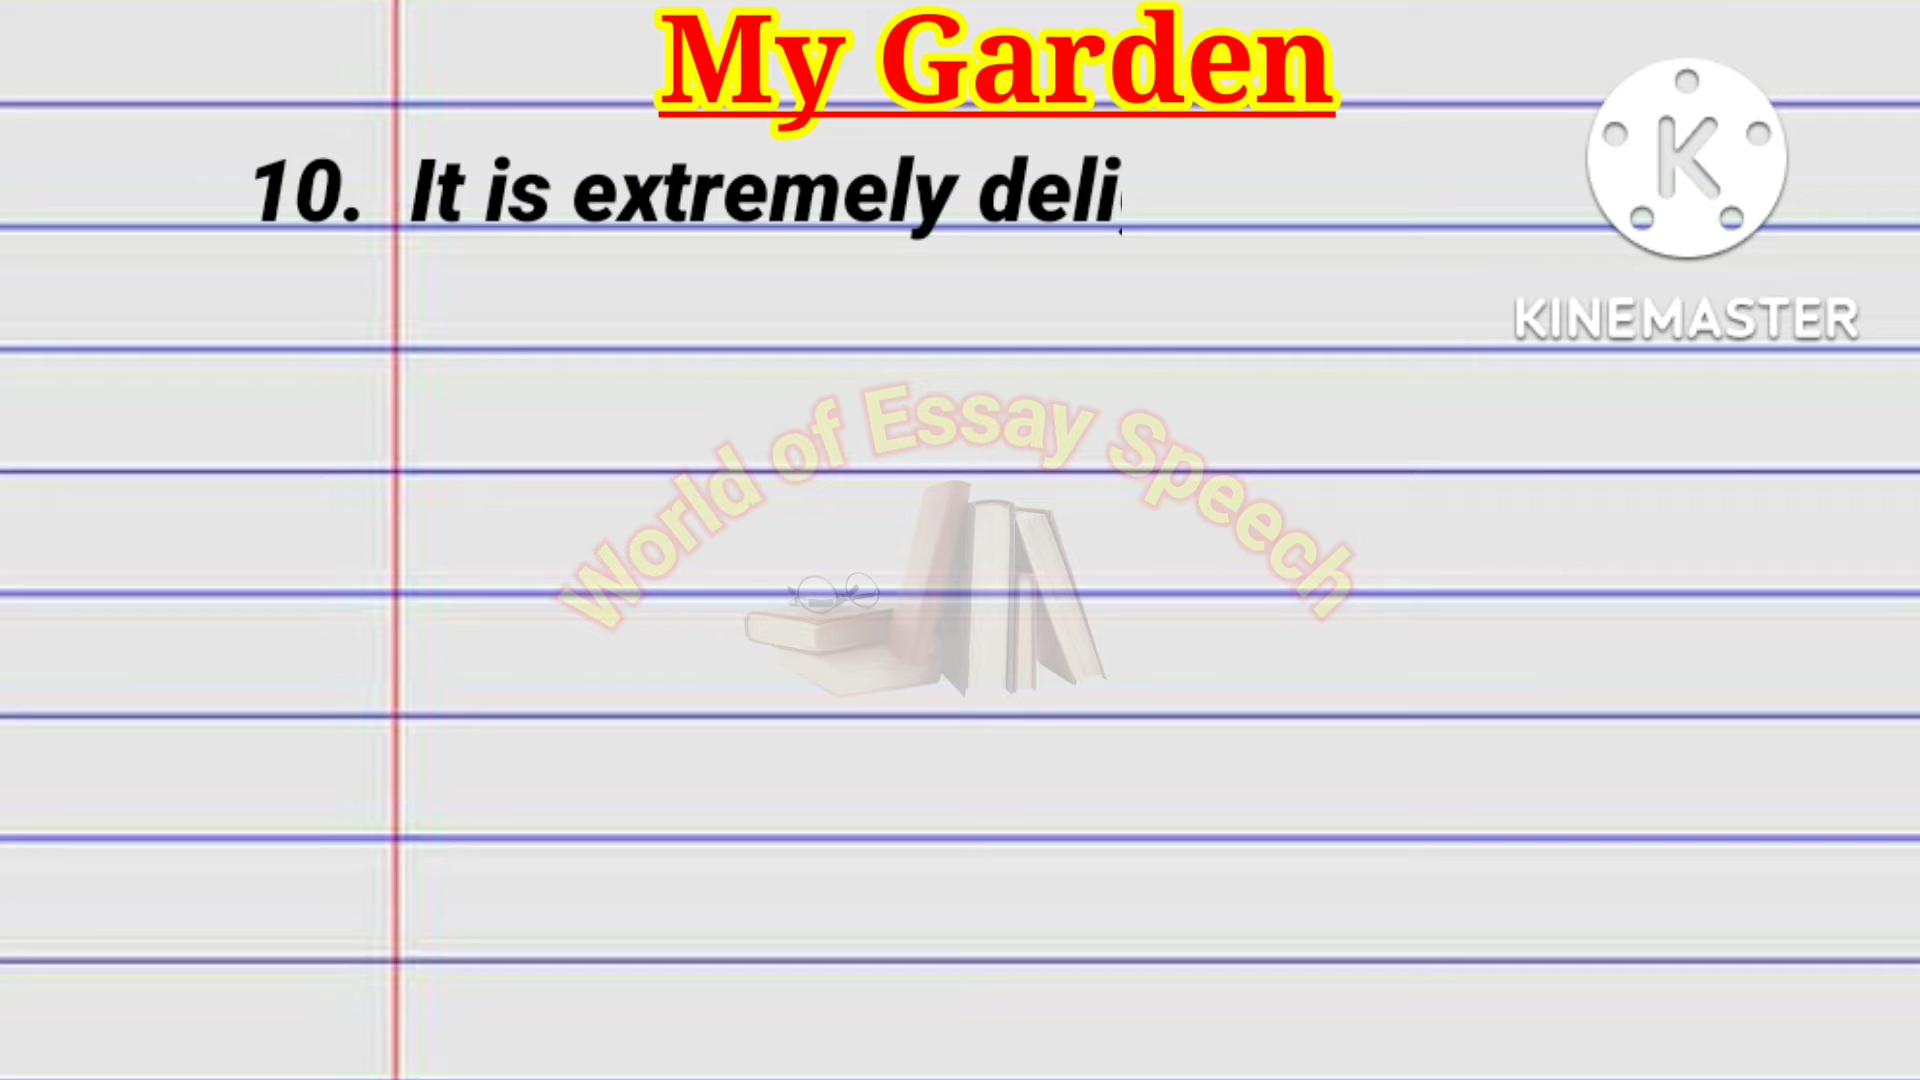 My Garden
10. It is extremely deli
K
KINEMASTER
World of Essay Speech